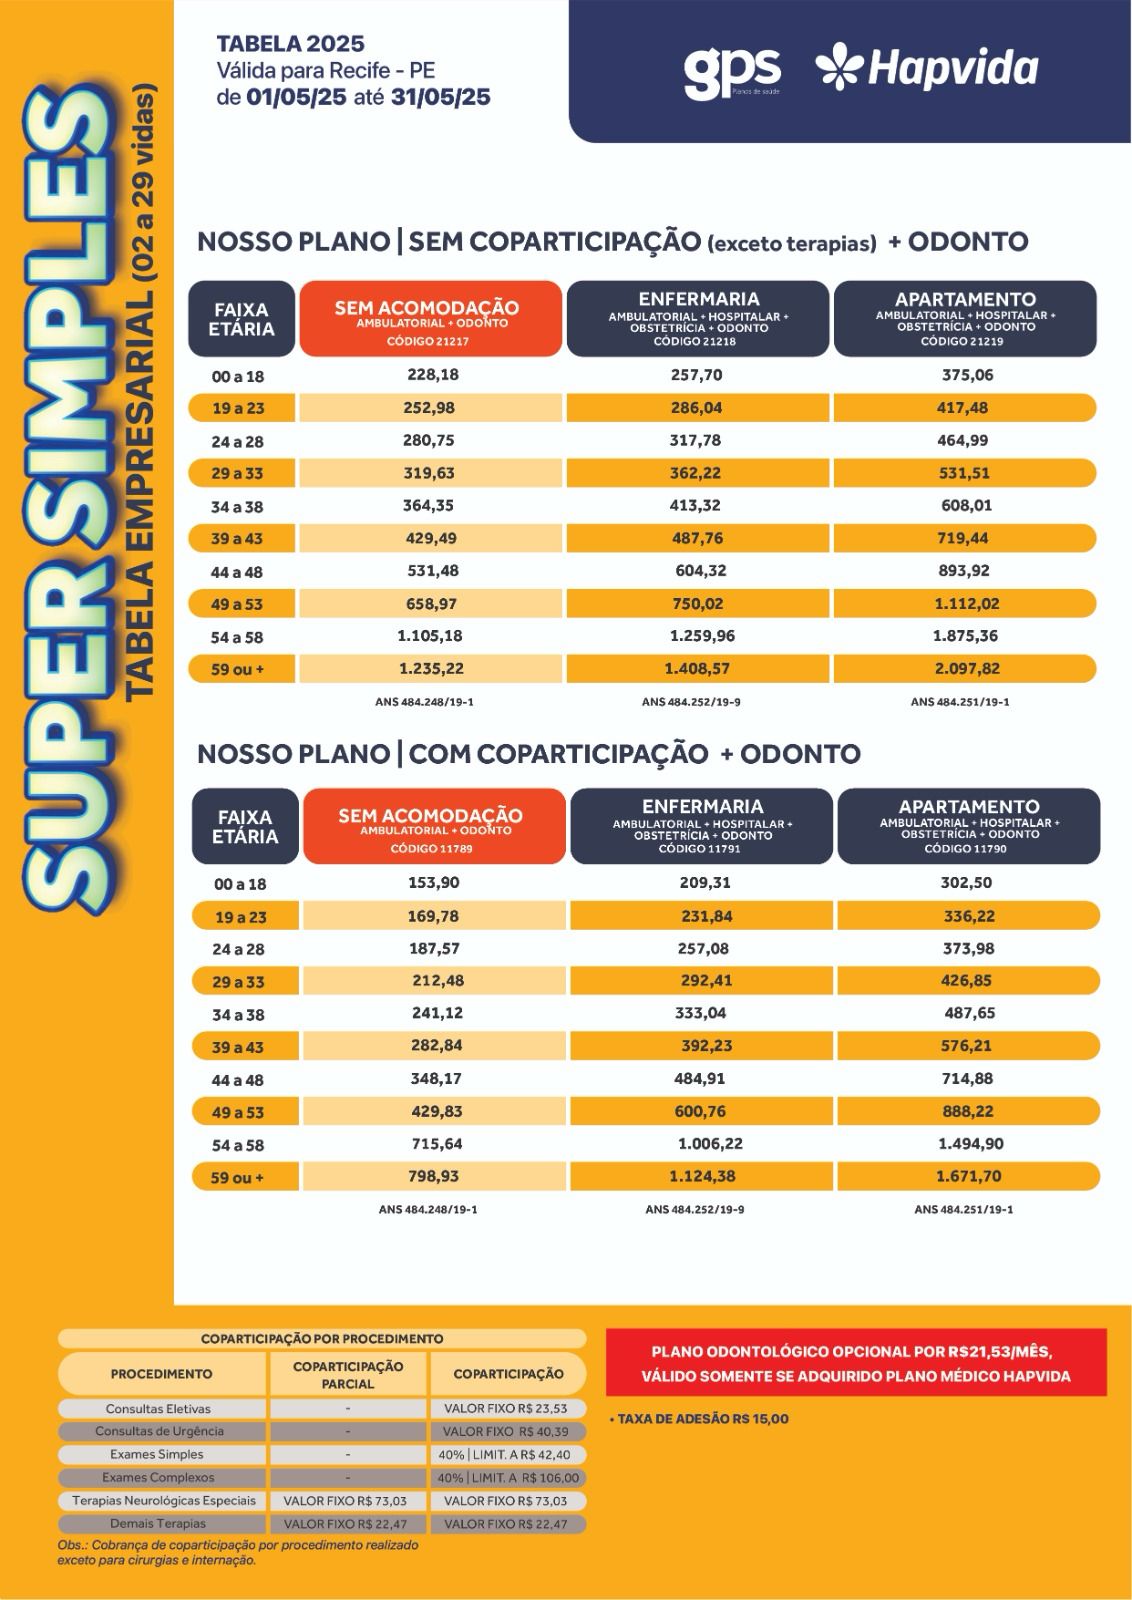 TABELA 2025
Válida para Recife - PE
de 01/05/25 até 31/05/25
gps
Planos de saúde
Hapvida
SUPER SIMPLES
TABELA EMPRESARIAL (02 a 29 vidas)
NOSSO PLANO | SEM COPARTICIPAÇÃO (exceto terapias) + ODONTO
FAIXA ETÁRIA
SEM ACOMODAÇÃO
AMBULATORIAL + ODONTO
CÓDIGO 21217
ENFERMARIA
AMBULATORIAL + HOSPITALAR +
OBSTETRÍCIA + ODONTO
CÓDIGO 21218
APARTAMENTO
AMBULATORIAL + HOSPITALAR +
OBSTETRÍCIA + ODONTO
CÓDIGO 21219
00 a 18 228,18 257,70 375,06
19 a 23 252,98 286,04 417,48
24 a 28 280,75 317,78 464,99
29 a 33 319,63 362,22 531,51
34 a 38 364,35 413,32 608,01
39 a 43 429,49 487,76 719,44
44 a 48 531,48 604,32 893,92
49 a 53 658,97 750,02 1.112,02
54 a 58 1.105,18 1.259,96 1.875,36
59 ou + 1.235,22 1.408,57 2.097,82
ANS 484.248/19-1 ANS 484.252/19-9 ANS 484.251/19-1
NOSSO PLANO | COM COPARTICIPAÇÃO + ODONTO
FAIXA ETÁRIA
SEM ACOMODAÇÃO
AMBULATORIAL + ODONTO
CÓDIGO 11789
ENFERMARIA
AMBULATORIAL + HOSPITALAR +
OBSTETRÍCIA + ODONTO
CÓDIGO 11791
APARTAMENTO
AMBULATORIAL + HOSPITALAR +
OBSTETRÍCIA + ODONTO
CÓDIGO 11790
00 a 18 153,90 209,31 302,50
19 a 23 169,78 231,84 336,22
24 a 28 187,57 257,08 373,98
29 a 33 212,48 292,41 426,85
34 a 38 241,12 333,04 487,65
39 a 43 282,84 392,23 576,21
44 a 48 348,17 484,91 714,88
49 a 53 429,83 600,76 888,22
54 a 58 715,64 1.006,22 1.494,90
59 ou + 798,93 1.124,38 1.671,70
ANS 484.248/19-1 ANS 484.252/19-9 ANS 484.251/19-1
COPARTICIPAÇÃO POR PROCEDIMENTO
PROCEDIMENTO COPARTICIPAÇÃO PARCIAL COPARTICIPAÇÃO
Consultas Eletivas - VALOR FIXO R$ 23,53
Consultas de Urgência - VALOR FIXO R$ 40,39
Exames Simples - 40% | LIMIT. A R$ 42,40
Exames Complexos - 40% | LIMIT. A R$ 106,00
Terapias Neurológicas Especiais VALOR FIXO R$ 73,03 VALOR FIXO R$ 73,03
Demais Terapias VALOR FIXO R$ 22,47 VALOR FIXO R$ 22,47
Obs.: Cobrança de coparticipação por procedimento realizado
exceto para cirurgias e internação.
PLANO ODONTOLÓGICO OPCIONAL POR R$21,53/MÊS,
VÁLIDO SOMENTE SE ADQUIRIDO PLANO MÉDICO HAPVIDA
• TAXA DE ADESÃO RS 15,00